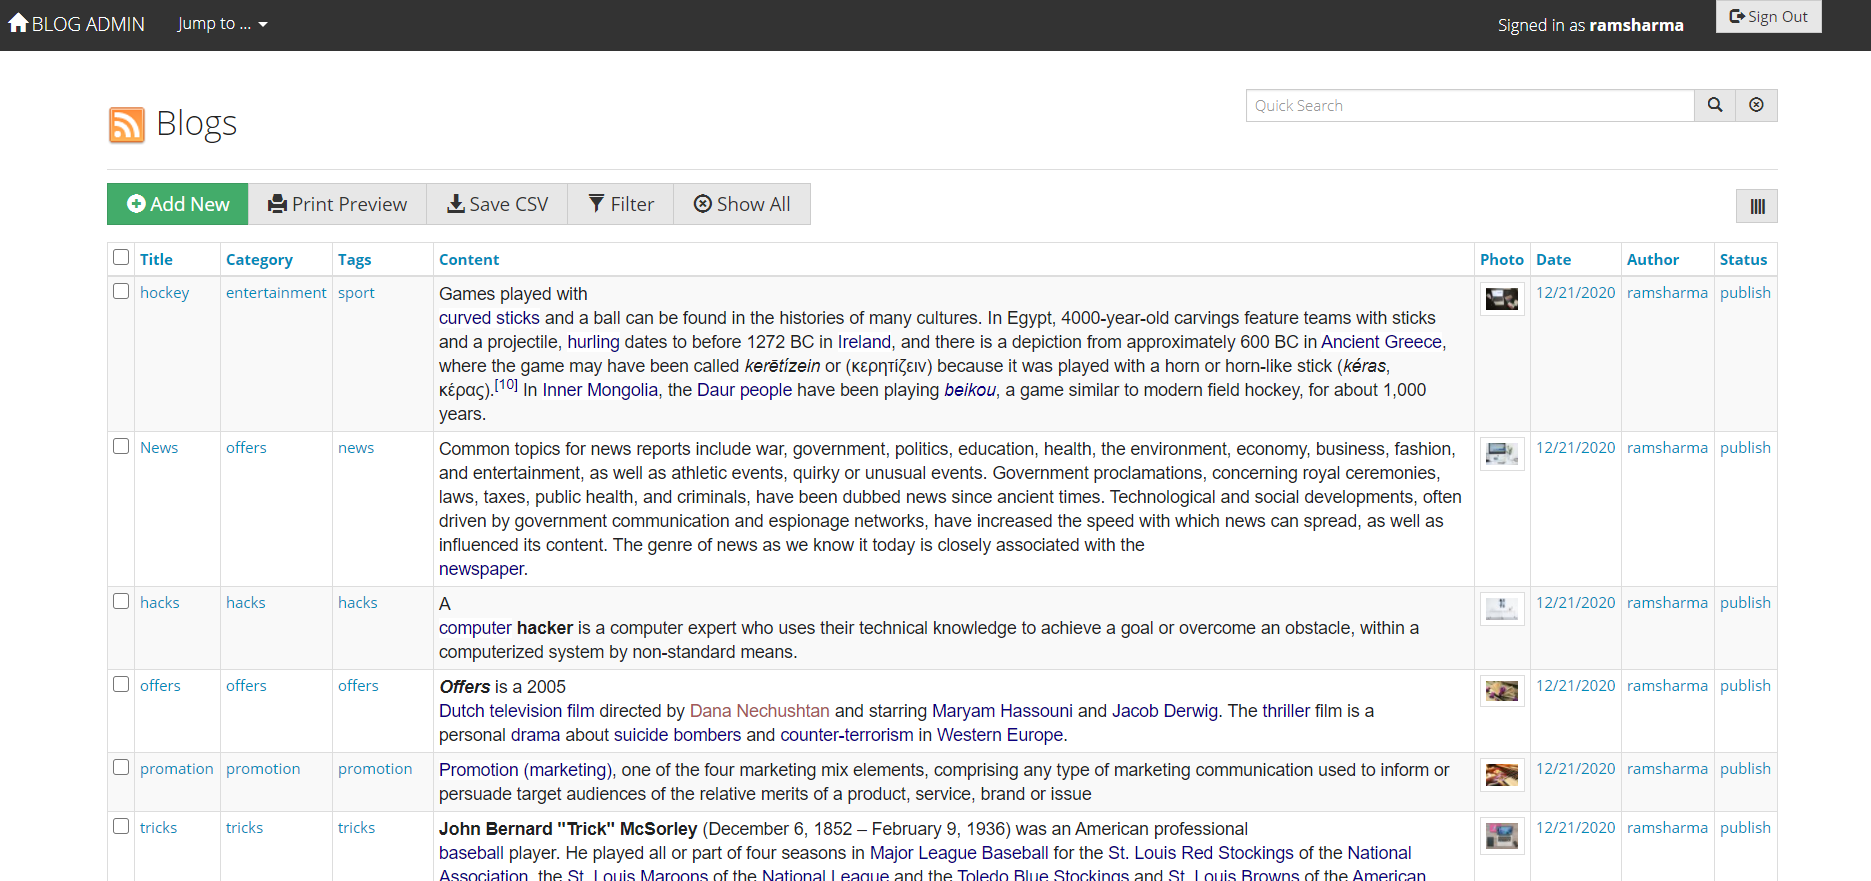 BLOG ADMIN Jump to ... Signed in as ramsharma Sign Out
Blogs
Quick Search
Add New Print Preview Save CSV Filter Show All
Title Category Tags Content Photo Date Author Status
hockey entertainment sport Games played with 12/21/2020 ramsharma publish
curved sticks and a ball can be found in the histories of many cultures. In Egypt, 4000-year-old carvings feature teams with sticks
and a projectile, hurling dates to before 1272 BC in Ireland, and there is a depiction from approximately 600 BC in Ancient Greece,
where the game may have been called kerētízein or (κερητίζειν) because it was played with a horn or horn-like stick (kéras,
κέρας).[10] In Inner Mongolia, the Daur people have been playing beikou, a game similar to modern field hockey, for about 1,000
years.
News offers news Common topics for news reports include war, government, politics, education, health, the environment, economy, business, fashion, 12/21/2020 ramsharma publish
and entertainment, as well as athletic events, quirky or unusual events. Government proclamations, concerning royal ceremonies,
laws, taxes, public health, and criminals, have been dubbed news since ancient times. Technological and social developments, often
driven by government communication and espionage networks, have increased the speed with which news can spread, as well as
influenced its content. The genre of news as we know it today is closely associated with the
newspaper.
hacks hacks hacks A 12/21/2020 ramsharma publish
computer hacker is a computer expert who uses their technical knowledge to achieve a goal or overcome an obstacle, within a
computerized system by non-standard means.
offers offers offers Offers is a 2005 12/21/2020 ramsharma publish
Dutch television film directed by Dana Nechushtan and starring Maryam Hassouni and Jacob Derwig. The thriller film is a
personal drama about suicide bombers and counter-terrorism in Western Europe.
promation promotion promotion Promotion (marketing), one of the four marketing mix elements, comprising any type of marketing communication used to inform or 12/21/2020 ramsharma publish
persuade target audiences of the relative merits of a product, service, brand or issue
tricks tricks tricks John Bernard "Trick" McSorley (December 6, 1852 – February 9, 1936) was an American professional 12/21/2020 ramsharma publish
baseball player. He played all or part of four seasons in Major League Baseball for the St. Louis Red Stockings of the National
Association, the St. Louis Maroons of the National League and the Toledo Blue Stockings and St. Louis Browns of the American